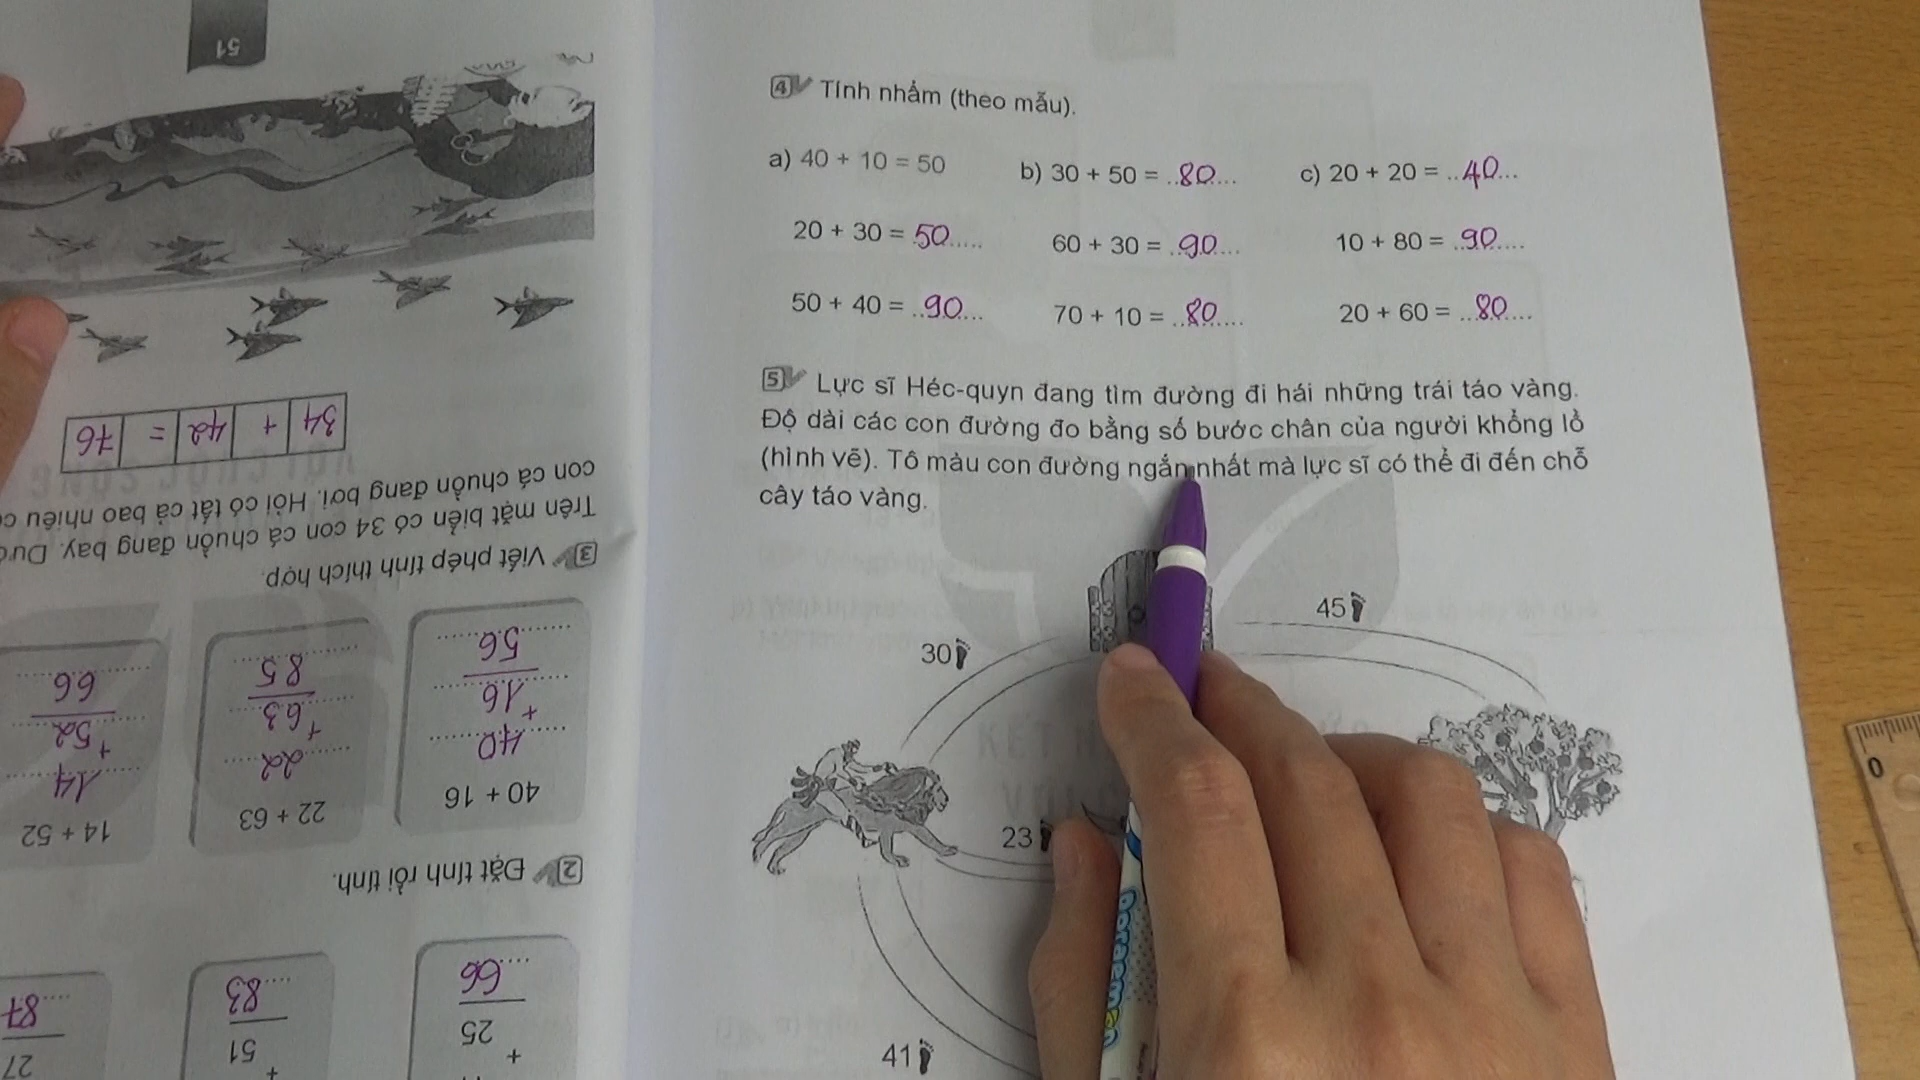 4 Tính nhẩm (theo mẫu).
a) 40 + 10 = 50 b) 30 + 50 = ..80.... c) 20 + 20 = ..40...
20 + 30 = 50..... 60 + 30 = ..90.... 10 + 80 = ..90.....
50 + 40 = ..90.... 70 + 10 = ..80..... 20 + 60 = ...80....
5 Lực sĩ Héc-quyn đang tìm đường đi hái những trái táo vàng.
Độ dài các con đường đo bằng số bước chân của người khổng lồ
(hình vẽ). Tô màu con đường ngắn nhất mà lực sĩ có thể đi đến chỗ
cây táo vàng.
45
30
23
41
0
27 51 25
87 83 66
2 Đặt tính rồi tính.
14 + 52 22 + 63 40 + 16
14 22 40
+ 52 + 63 + 16
66 85 56
3 Viết phép tính thích hợp.
Trên mặt biển có 34 con cá chuồn đang bay. Dướ
con cá chuồn đang bơi. Hỏi có tất cả bao nhiêu c
34 + 42 = 76
51